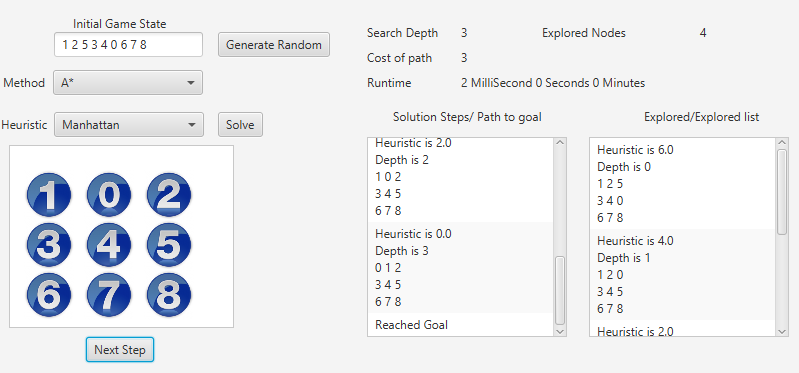 Initial Game State
1 2 5 3 4 0 6 7 8
Generate Random
Method A*
Heuristic Manhattan
Solve
1 0 2
3 4 5
6 7 8
Next Step
Search Depth 3 Explored Nodes 4
Cost of path 3
Runtime 2 MilliSecond 0 Seconds 0 Minutes
Solution Steps/ Path to goal
Heuristic is 2.0
Depth is 2
1 0 2
3 4 5
6 7 8
Heuristic is 0.0
Depth is 3
0 1 2
3 4 5
6 7 8
Reached Goal
Explored/Explored list
Heuristic is 6.0
Depth is 0
1 2 5
3 4 0
6 7 8
Heuristic is 4.0
Depth is 1
1 2 0
3 4 5
6 7 8
Heuristic is 2.0